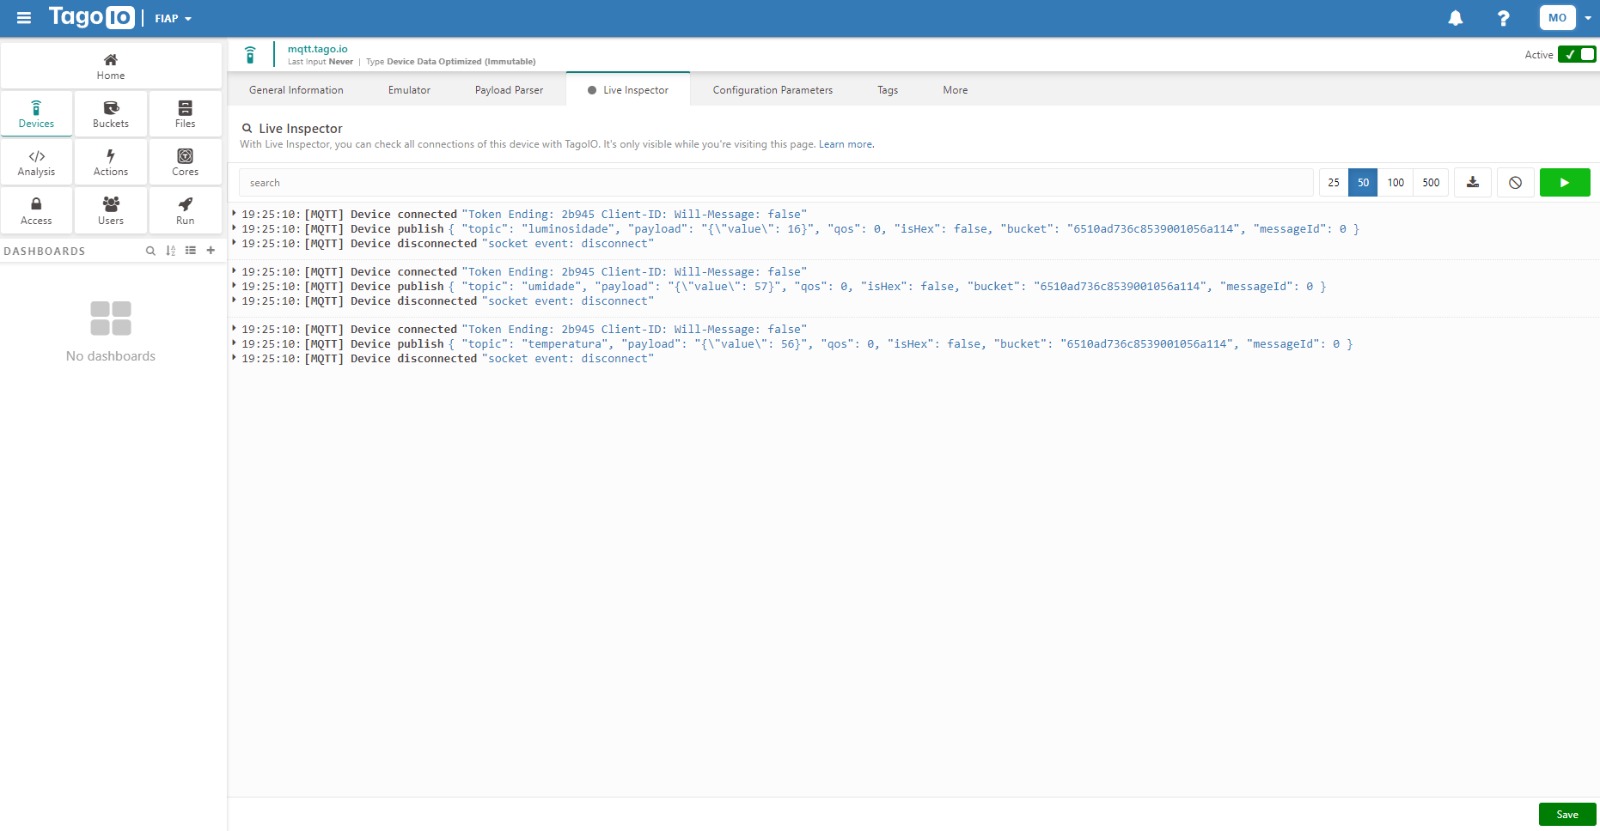 TagoIO | FIAP
MO
mqtt.tago.io
Last Input Never | Type Device Data Optimized (Immutable)
Active
Home
Devices Buckets Files
Analysis Actions Cores
Access Users Run
DASHBOARDS
No dashboards
General Information Emulator Payload Parser Live Inspector Configuration Parameters Tags More
Live Inspector
With Live Inspector, you can check all connections of this device with TagoIO. It's only visible while you're visiting this page. Learn more.
search 25 50 100 500
19:25:10: [MQTT] Device connected "Token Ending: 2b945 Client-ID: Will-Message: false"
19:25:10: [MQTT] Device publish { "topic": "luminosidade", "payload": "{\"value\": 16}", "qos": 0, "isHex": false, "bucket": "6510ad736c8539001056a114", "messageId": 0 }
19:25:10: [MQTT] Device disconnected "socket event: disconnect"
19:25:10: [MQTT] Device connected "Token Ending: 2b945 Client-ID: Will-Message: false"
19:25:10: [MQTT] Device publish { "topic": "umidade", "payload": "{\"value\": 57}", "qos": 0, "isHex": false, "bucket": "6510ad736c8539001056a114", "messageId": 0 }
19:25:10: [MQTT] Device disconnected "socket event: disconnect"
19:25:10: [MQTT] Device connected "Token Ending: 2b945 Client-ID: Will-Message: false"
19:25:10: [MQTT] Device publish { "topic": "temperatura", "payload": "{\"value\": 56}", "qos": 0, "isHex": false, "bucket": "6510ad736c8539001056a114", "messageId": 0 }
19:25:10: [MQTT] Device disconnected "socket event: disconnect"
Save